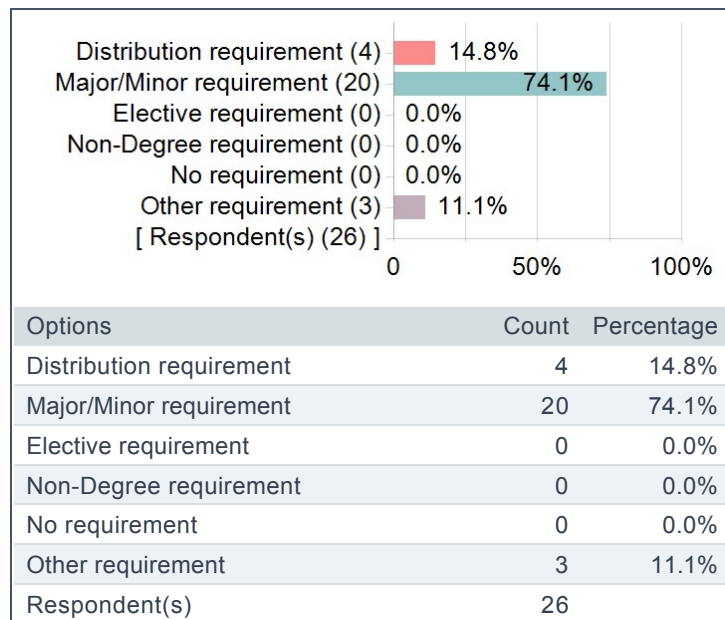 Distribution requirement (4) 14.8%
Major/Minor requirement (20) 74.1%
Elective requirement (0) 0.0%
Non-Degree requirement (0) 0.0%
No requirement (0) 0.0%
Other requirement (3) 11.1%
[ Respondent(s) (26) ]
0 50% 100%
Options Count Percentage
Distribution requirement 4 14.8%
Major/Minor requirement 20 74.1%
Elective requirement 0 0.0%
Non-Degree requirement 0 0.0%
No requirement 0 0.0%
Other requirement 3 11.1%
Respondent(s) 26